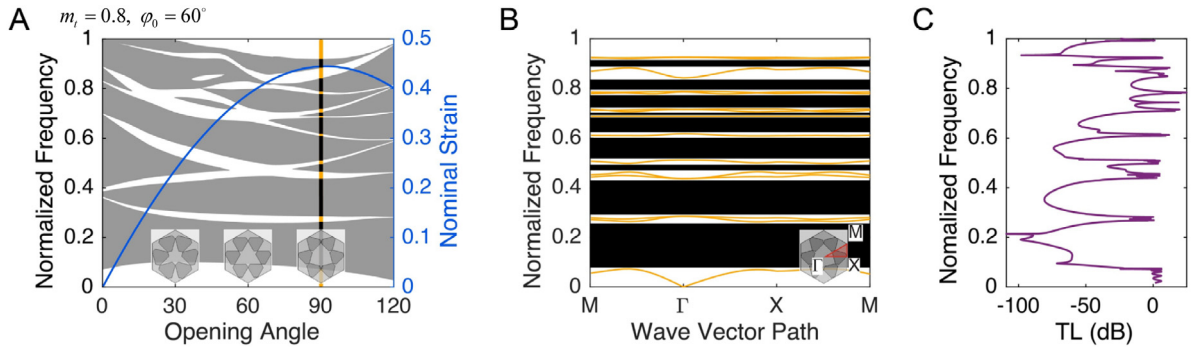 A
m_t = 0.8, φ_0 = 60°
Normalized Frequency
1
0.8
0.6
0.4
0.2
0
0 30 60 90 120
Opening Angle
0.5
0.4
0.3
0.2
0.1
0
Nominal Strain
B
Normalized Frequency
1
0.8
0.6
0.4
0.2
0
M Γ X M
Wave Vector Path
M
Γ X
C
Normalized Frequency
1
0.8
0.6
0.4
0.2
0
-100 -50 0
TL (dB)